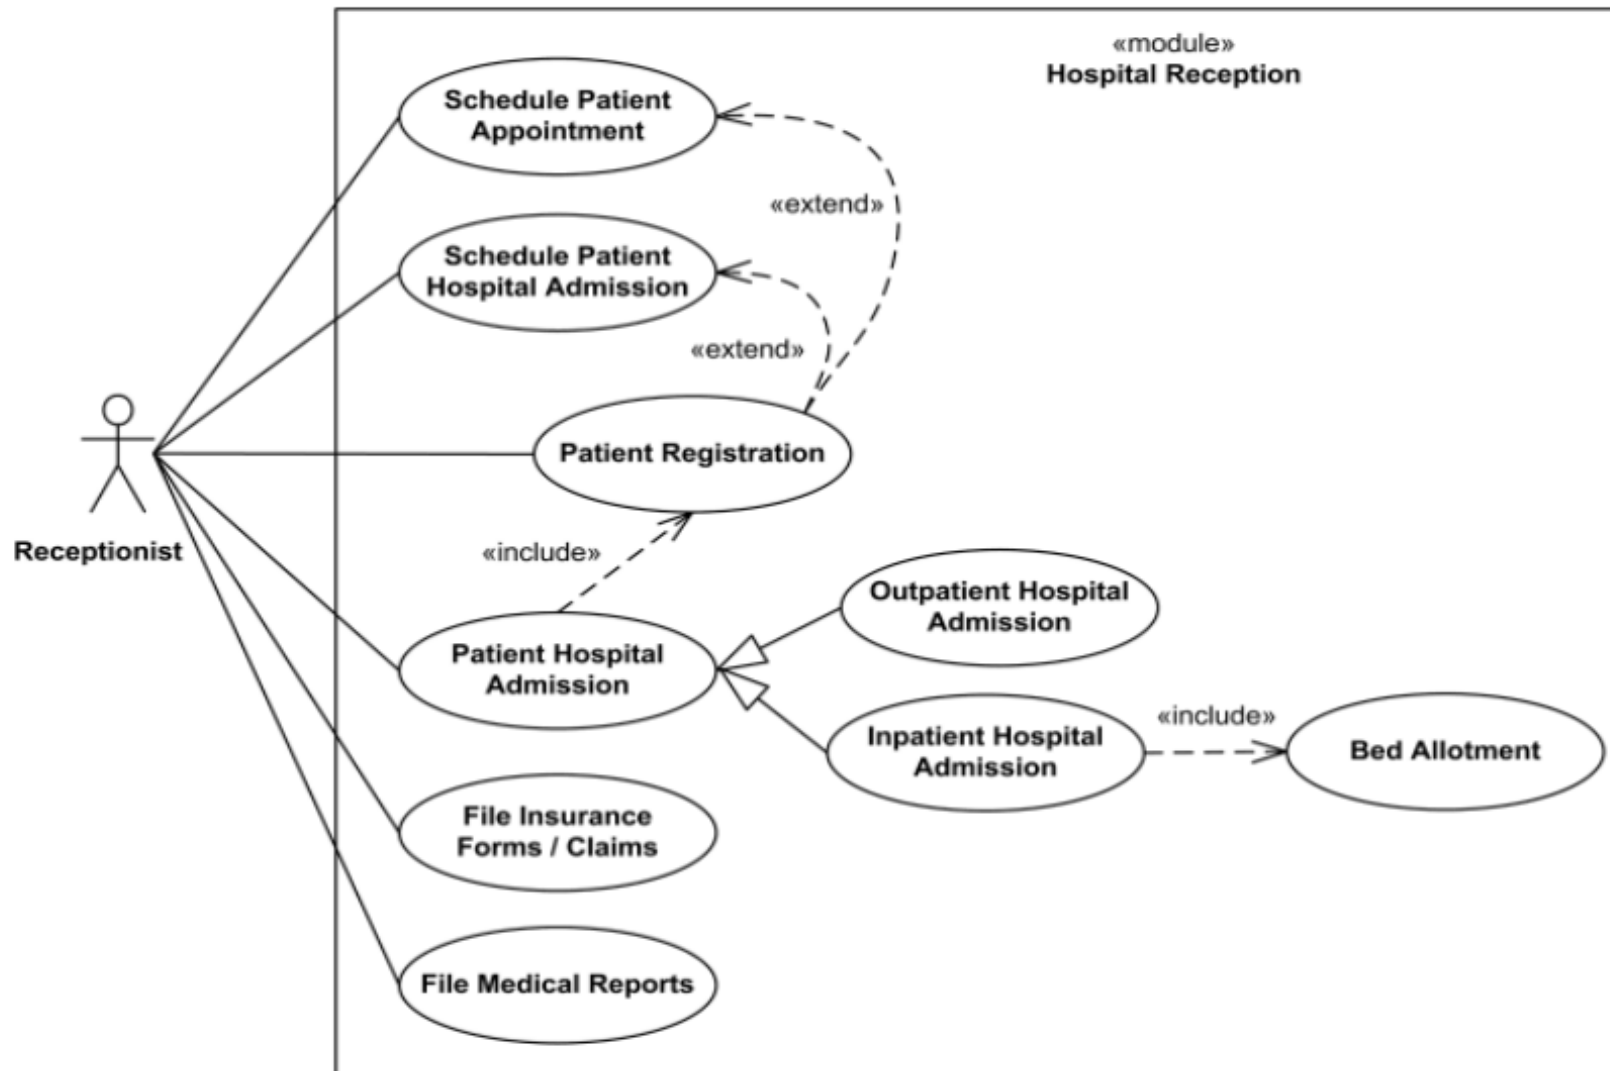 «module»
Hospital Reception
Schedule Patient
Appointment
«extend»
Schedule Patient
Hospital Admission
«extend»
Patient Registration
Receptionist
«include»
Outpatient Hospital
Admission
Patient Hospital
Admission
«include»
Inpatient Hospital
Admission
Bed Allotment
File Insurance
Forms / Claims
File Medical Reports